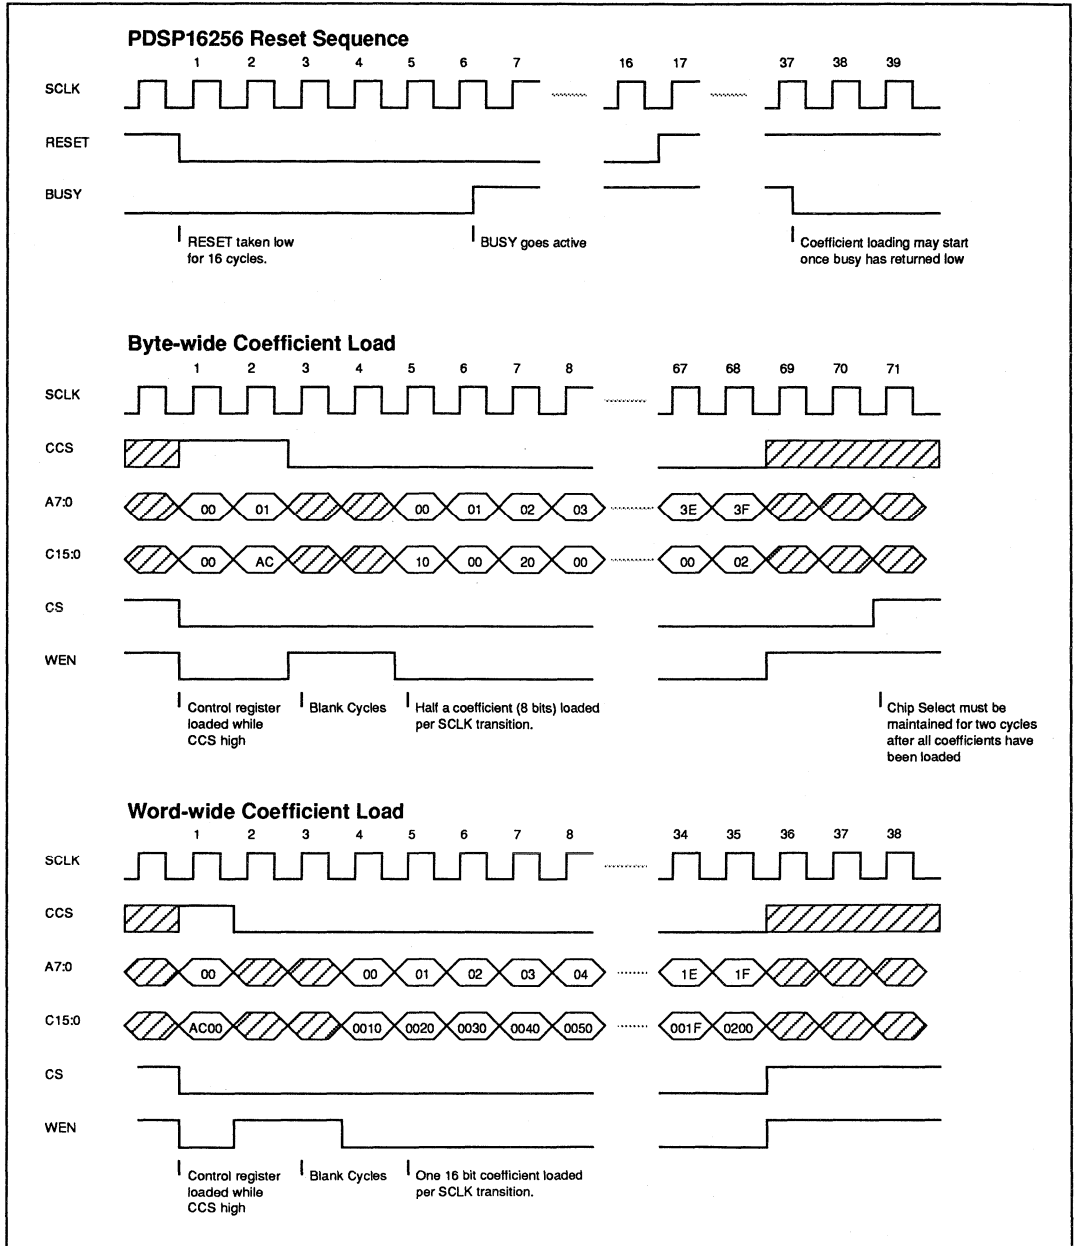 PDSP16256 Reset Sequence
1 2 3 4 5 6 7 16 17 37 38 39
SCLK
RESET
BUSY
RESET taken low
for 16 cycles.
BUSY goes active
Coefficient loading may start
once busy has returned low
Byte-wide Coefficient Load
1 2 3 4 5 6 7 8 67 68 69 70 71
SCLK
CCS
A7:0 00 01 00 01 02 03 3E 3F
C15:0 00 AC 10 00 20 00 00 02
CS
WEN
Control register
loaded while
CCS high
Blank Cycles
Half a coefficient (8 bits) loaded
per SCLK transition.
Chip Select must be
maintained for two cycles
after all coefficients have
been loaded
Word-wide Coefficient Load
1 2 3 4 5 6 7 8 34 35 36 37 38
SCLK
CCS
A7:0 00 00 01 02 03 04 1E 1F
C15:0 AC00 0010 0020 0030 0040 0050 001F 0200
CS
WEN
Control register
loaded while
CCS high
Blank Cycles
One 16 bit coefficient loaded
per SCLK transition.